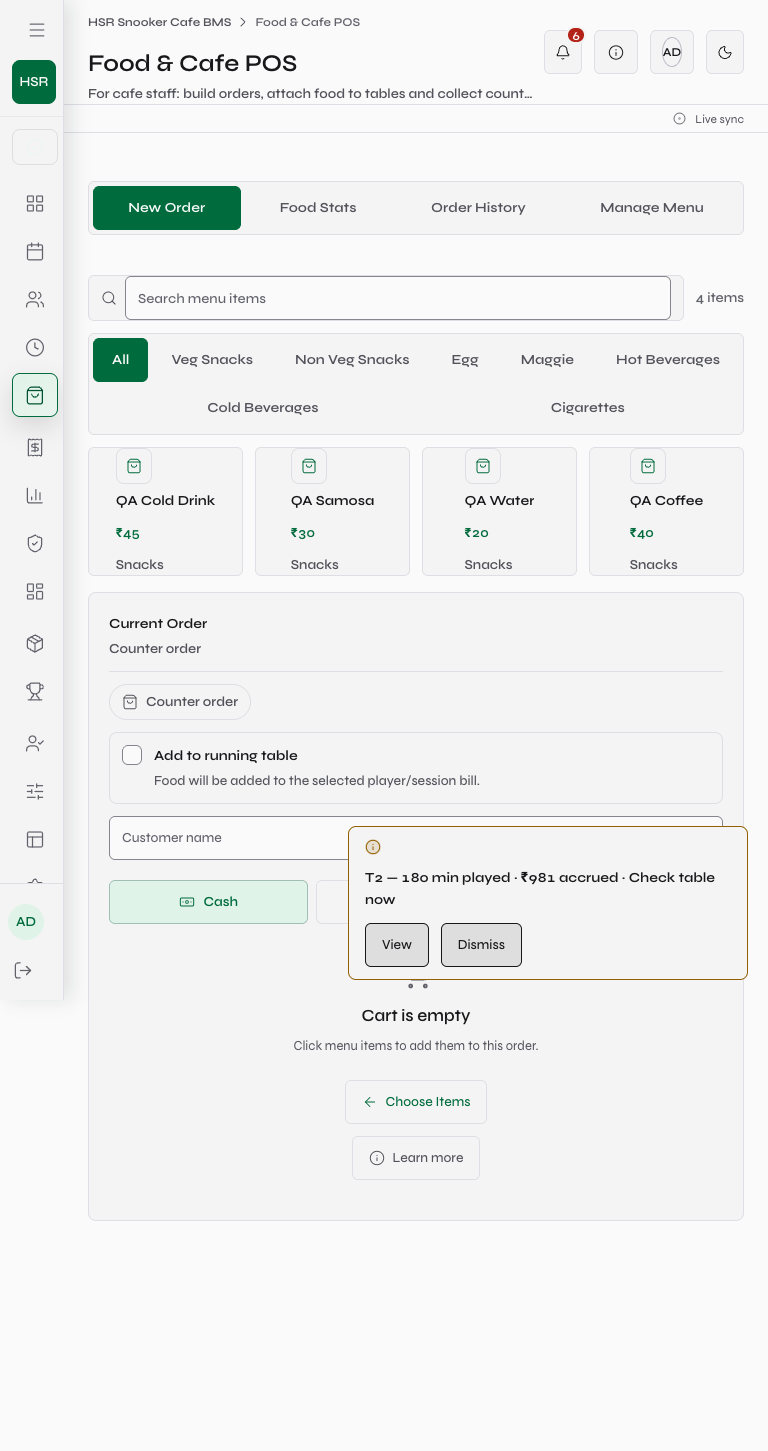 HSR Snooker Cafe BMS > Food & Cafe POS
6
AD
Food & Cafe POS
For cafe staff: build orders, attach food to tables and collect count...
HSR
Live sync
New Order
Food Stats
Order History
Manage Menu
Search menu items
4 items
All
Veg Snacks
Non Veg Snacks
Egg
Maggie
Hot Beverages
Cold Beverages
Cigarettes
QA Cold Drink
₹45
Snacks
QA Samosa
₹30
Snacks
QA Water
₹20
Snacks
QA Coffee
₹40
Snacks
Current Order
Counter order
Counter order
Add to running table
Food will be added to the selected player/session bill.
Customer name
Cash
T2 — 180 min played · ₹981 accrued · Check table
now
View
Dismiss
AD
Cart is empty
Click menu items to add them to this order.
Choose Items
Learn more